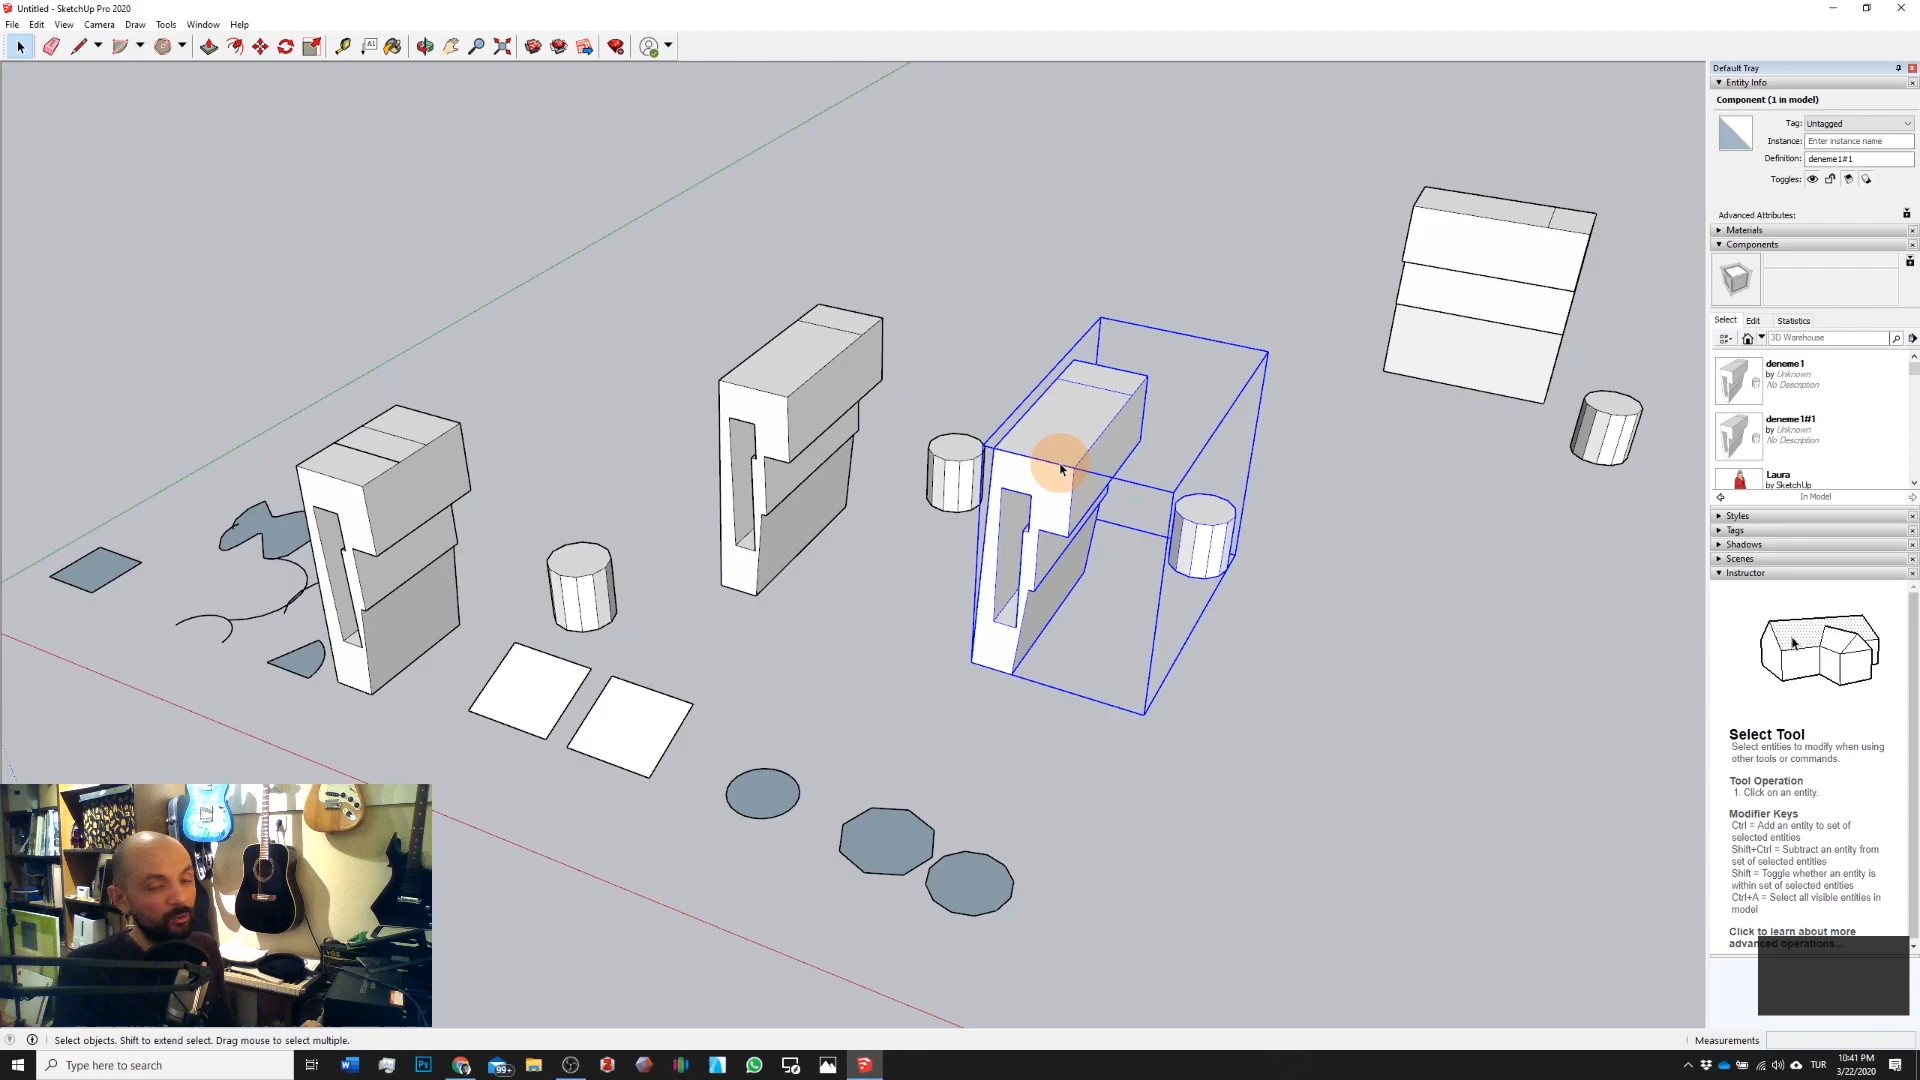 Untitled - SketchUp Pro 2020
File Edit View Camera Draw Tools Window Help
Default Tray
Entity Info
Component (1 in model)
Tag: Untagged
Instance: Enter instance name
Definition: deneme1#1
Toggles:
Advanced Attributes:
Materials
Components
Select Edit Statistics
3D Warehouse
deneme1
by Unknown
No Description
deneme1#1
by Unknown
No Description
Laura
by SketchUp
In Model
Styles
Tags
Shadows
Scenes
Instructor
Select Tool
Select entities to modify when using
other tools or commands.
Tool Operation
1. Click on an entity.
Modifier Keys
Ctrl = Add an entity to set of
selected entities
Shift+Ctrl = Subtract an entity from
set of selected entities
Shift = Toggle whether an entity is
within set of selected entities
Ctrl+A = Select all visible entities in
model
Click to learn about more
advanced operations...
Select objects. Shift to extend select. Drag mouse to select multiple.
Measurements
Type here to search
99+
TUR
10:41 PM
3/22/2020